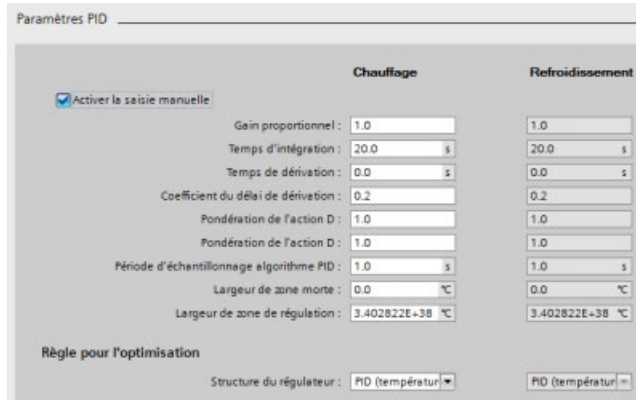 Paramètres PID
Chauffage Refroidissement
Activer la saisie manuelle
Gain proportionnel : 1.0 1.0
Temps d'intégration : 20.0 s 20.0 s
Temps de dérivation : 0.0 s 0.0 s
Coefficient du délai de dérivation : 0.2 0.2
Pondération de l'action D : 1.0 1.0
Pondération de l'action D : 1.0 1.0
Période d'échantillonnage algorithme PID : 1.0 s 1.0 s
Largeur de zone morte : 0.0 °C 0.0 °C
Largeur de zone de régulation : 3.402822E+38 °C 3.402822E+38 °C
Règle pour l'optimisation
Structure du régulateur : PID (températur PID (températur